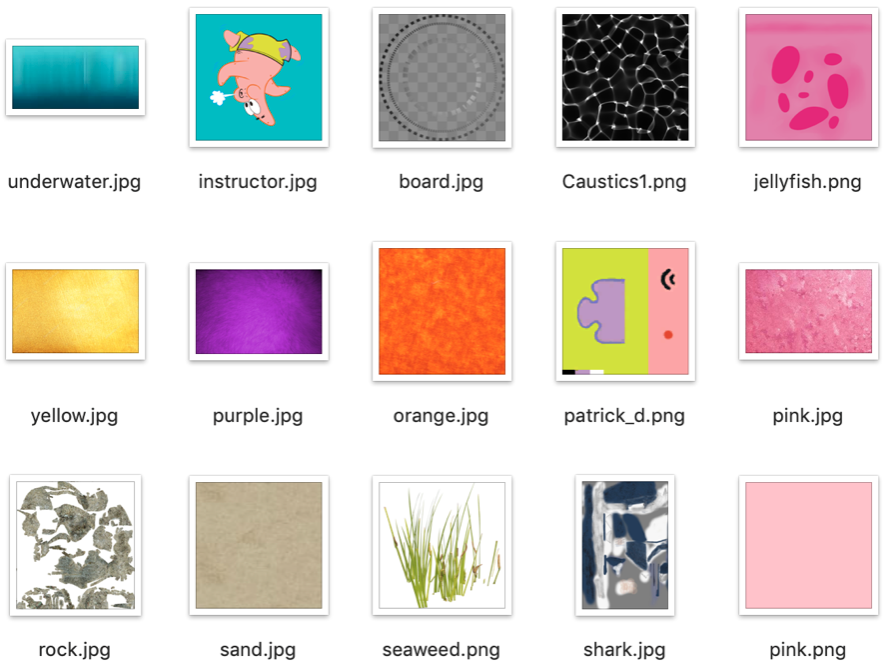 underwater.jpg
instructor.jpg
board.jpg
Caustics1.png
jellyfish.png
yellow.jpg
purple.jpg
orange.jpg
patrick_d.png
pink.jpg
rock.jpg
sand.jpg
seaweed.png
shark.jpg
pink.png